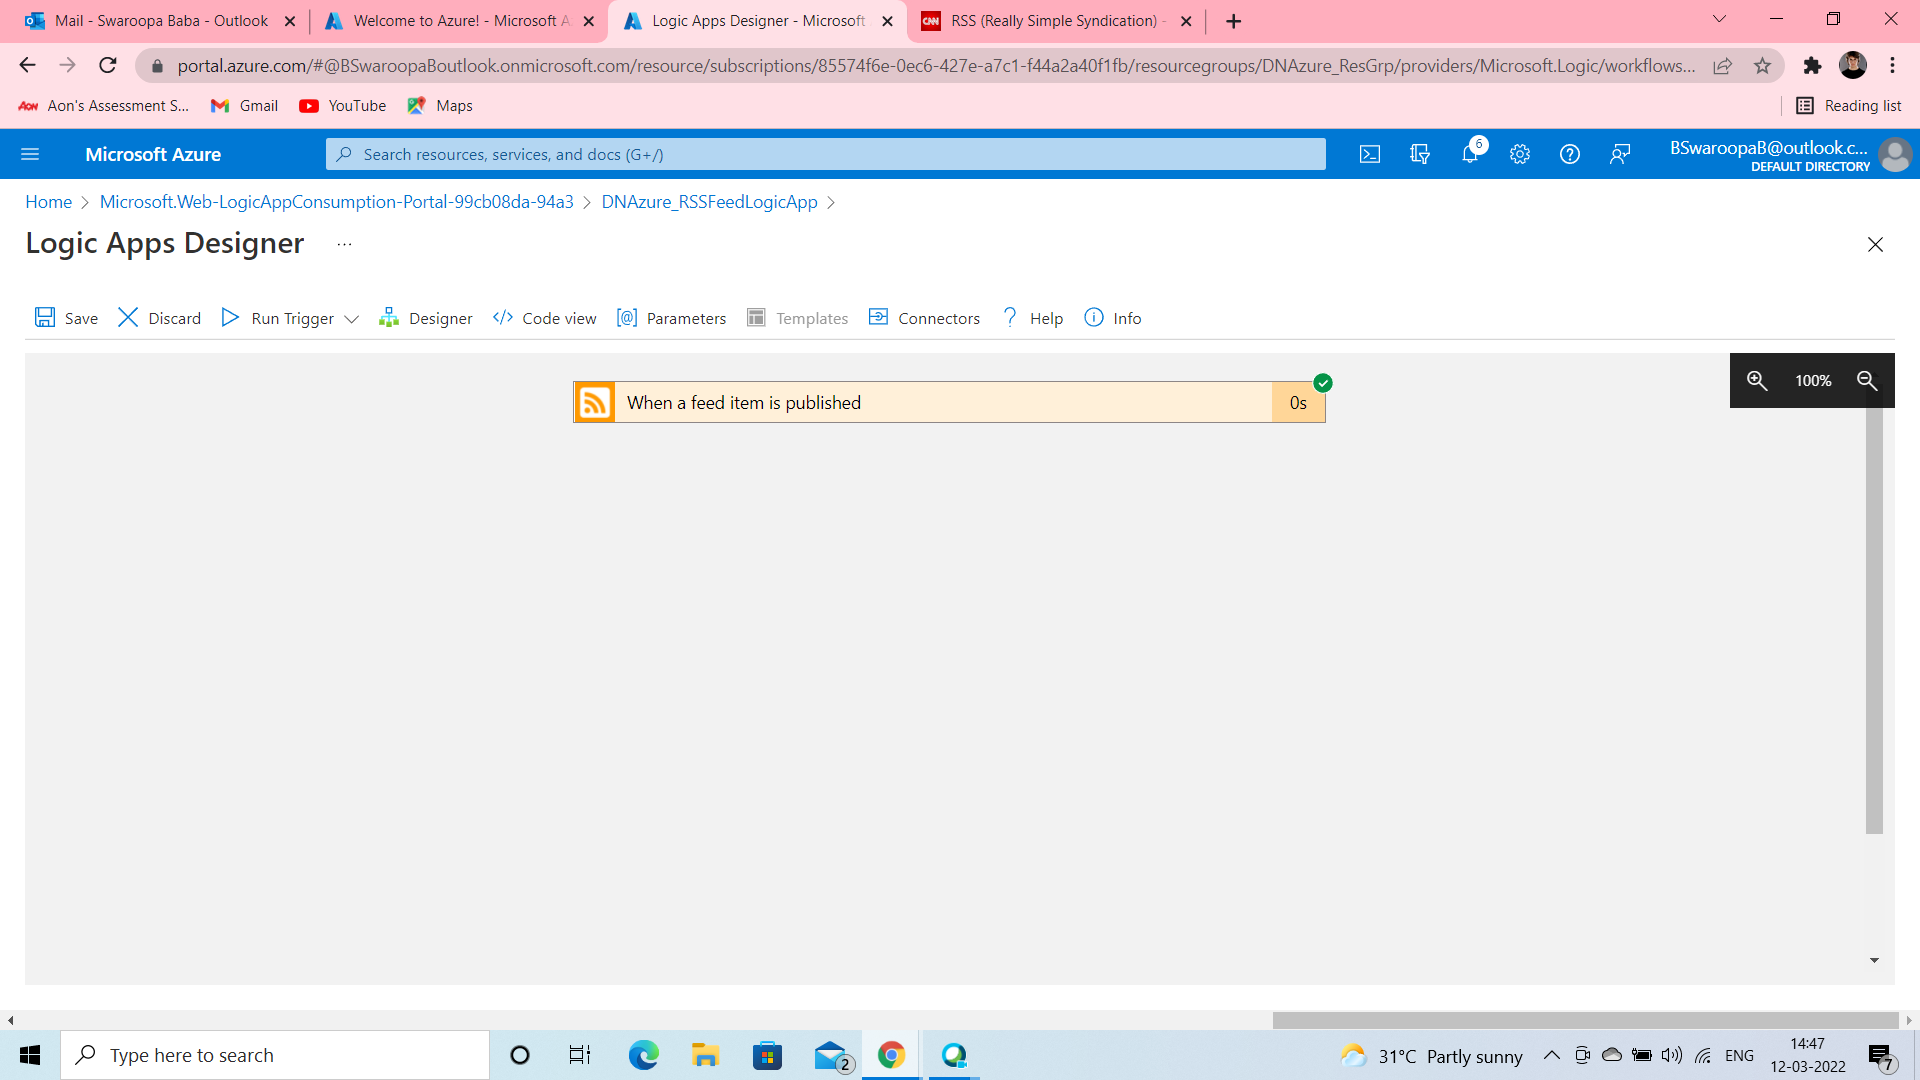 Mail - Swaroopa Baba - Outlook
Welcome to Azure! - Microsoft A
Logic Apps Designer - Microsoft
CNN RSS (Really Simple Syndication) -
portal.azure.com/#@BSwaroopaBoutlook.onmicrosoft.com/resource/subscriptions/85574f6e-0ec6-427e-a7c1-f44a2a40f1fb/resourcegroups/DNAzure_ResGrp/providers/Microsoft.Logic/workflows...
AON Aon's Assessment S...
Gmail
YouTube
Maps
Reading list
Microsoft Azure
Search resources, services, and docs (G+/)
6
BSwaroopaB@outlook.c...
DEFAULT DIRECTORY
Home > Microsoft.Web-LogicAppConsumption-Portal-99cb08da-94a3 > DNAzure_RSSFeedLogicApp >
Logic Apps Designer ...
Save
Discard
Run Trigger
Designer
Code view
Parameters
Templates
Connectors
Help
Info
When a feed item is published
0s
100%
Type here to search
2
31°C Partly sunny
ENG
14:47
12-03-2022
7